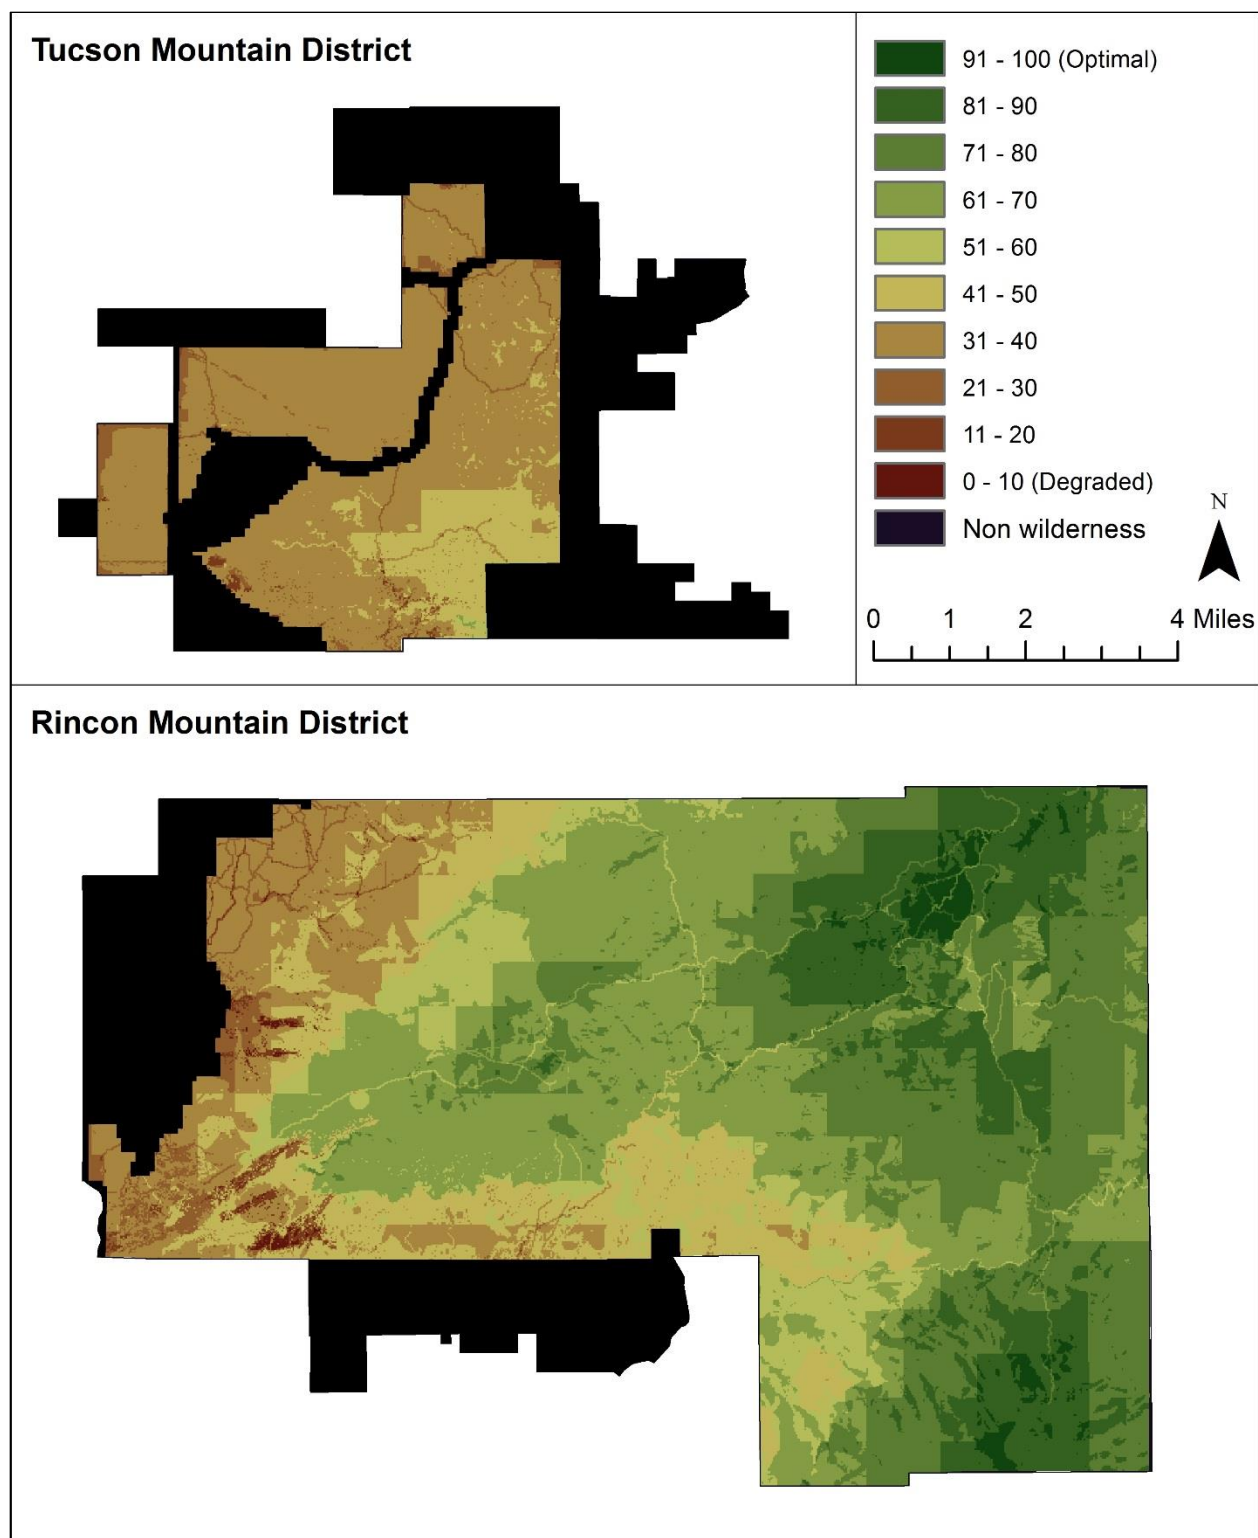 Tucson Mountain District
91 - 100 (Optimal)
81 - 90
71 - 80
61 - 70
51 - 60
41 - 50
31 - 40
21 - 30
11 - 20
0 - 10 (Degraded)
Non wilderness
N
0 1 2 4 Miles
Rincon Mountain District